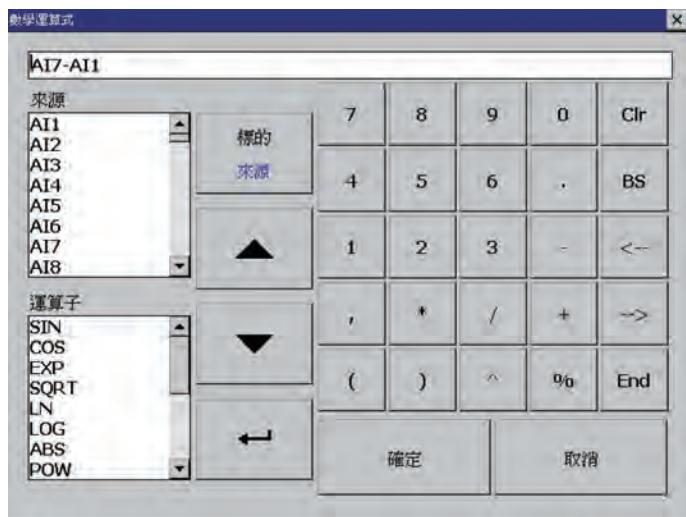 數學運算式
AI7-AI1
來源
AI1
AI2
AI3
AI4
AI5
AI6
AI7
AI8
標的
來源
運算子
SIN
COS
EXP
SQRT
LN
LOG
ABS
POW
7 8 9 0 Clr
4 5 6 . BS
1 2 3 - <--
, * / + -->
( ) ^ % End
確定 取消